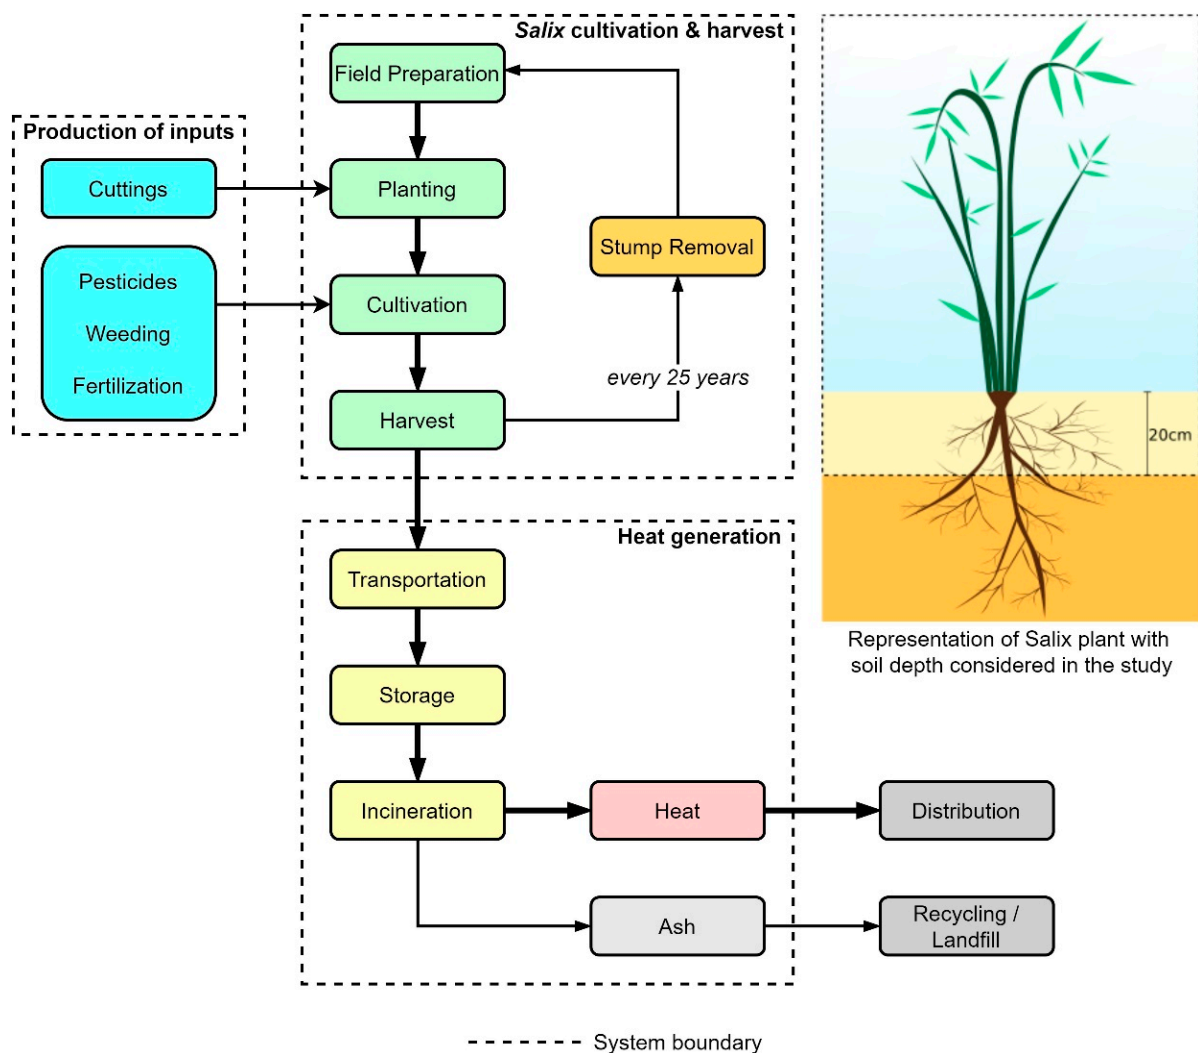 Salix cultivation & harvest
Field Preparation
Production of inputs
Cuttings
Planting
Stump Removal
Pesticides
Weeding
Fertilization
Cultivation
every 25 years
Harvest
20cm
Representation of Salix plant with
soil depth considered in the study
Heat generation
Transportation
Storage
Incineration
Heat
Distribution
Ash
Recycling /
Landfill
System boundary